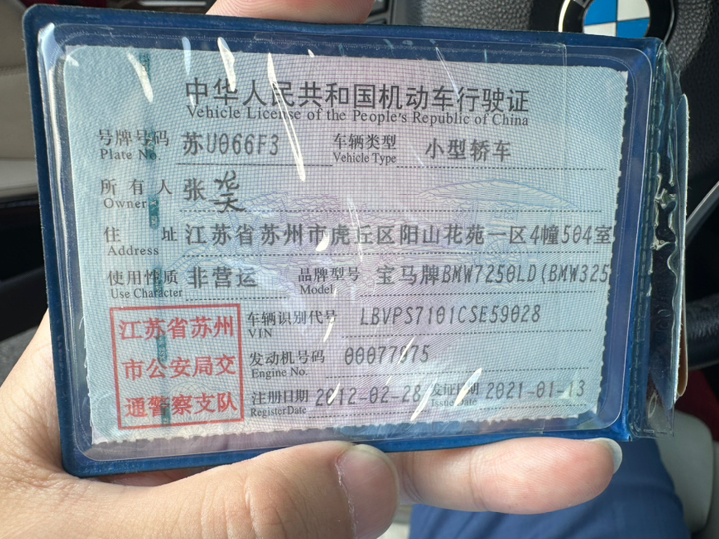 中华人民共和国机动车行驶证
Vehicle License of the People's Republic of China
号牌号码 苏U066F3 车辆类型 小型轿车
Plate No. Vehicle Type
所有人 张
Owner
住址 江苏省苏州市虎丘区阳山花苑一区4幢504室
Address
使用性质 非营运 品牌型号 宝马牌BMW7250LD(BMW325
Use Character Model
江苏省苏州
市公安局交
通警察支队
车辆识别代号 LBVPS7101CSE59028
VIN
发动机号码 00077075
Engine No.
注册日期 2012-02-28 发证日期 2021-01-13
Register Date Issue Date